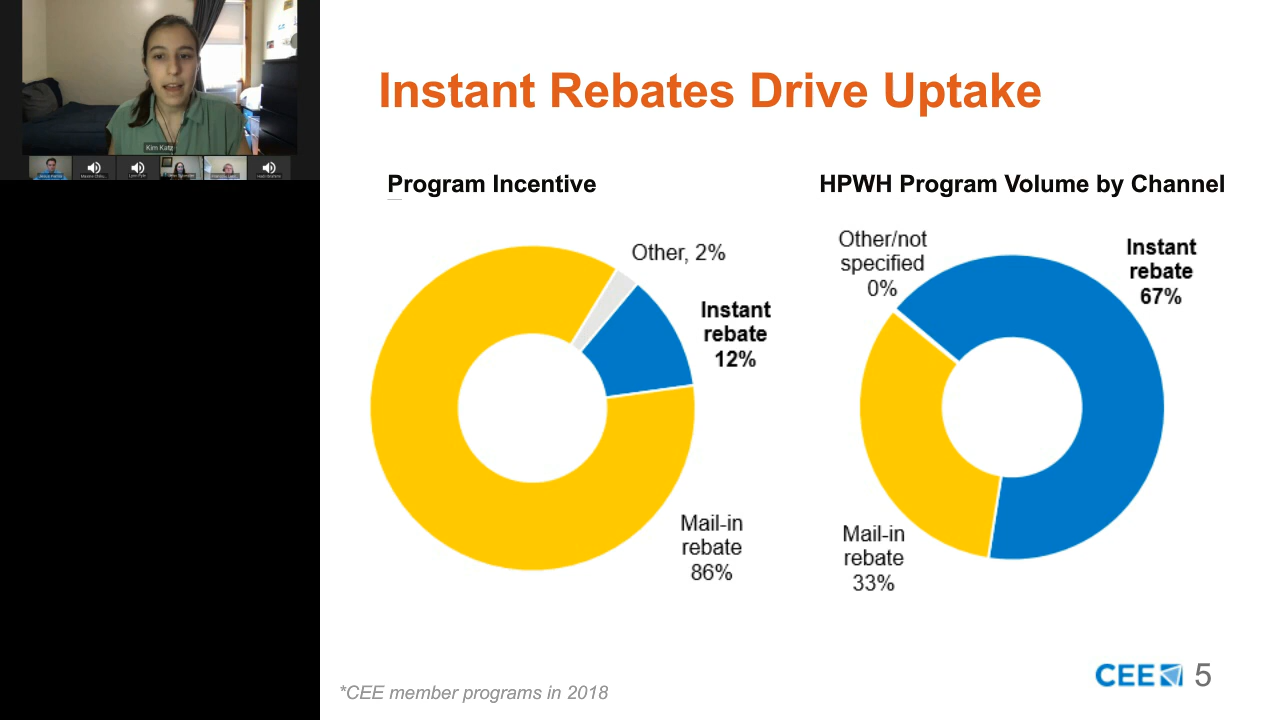 Kim Katz
Instant Rebates Drive Uptake
Program Incentive
Other, 2%
Instant
rebate
12%
Mail-in
rebate
86%
HPWH Program Volume by Channel
Other/not
specified
0%
Instant
rebate
67%
Mail-in
rebate
33%
*CEE member programs in 2018
CEE 5